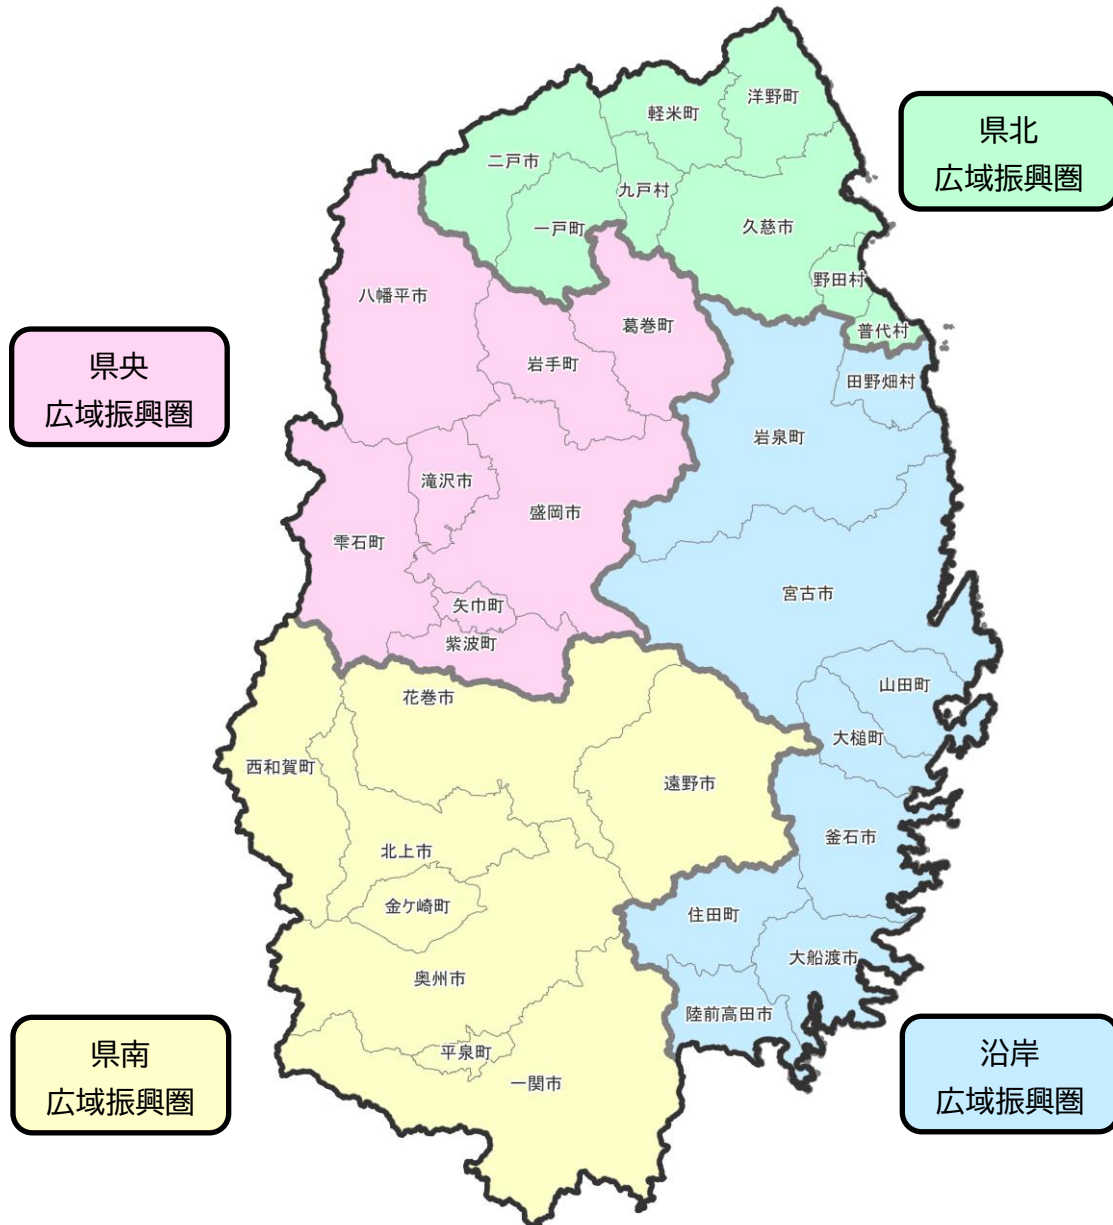 洋野町
軽米町
県北
広域振興圏
二戸市
九戸村
一戸町
久慈市
野田村
八幡平市
葛巻町
普代村
県央
広域振興圏
岩手町
田野畑村
岩泉町
滝沢市
盛岡市
雫石町
宮古市
矢巾町
紫波町
花巻市
山田町
大槌町
西和賀町
遠野市
釜石市
北上市
金ケ崎町
住田町
大船渡市
奥州市
陸前高田市
県南
広域振興圏
平泉町
一関市
沿岸
広域振興圏